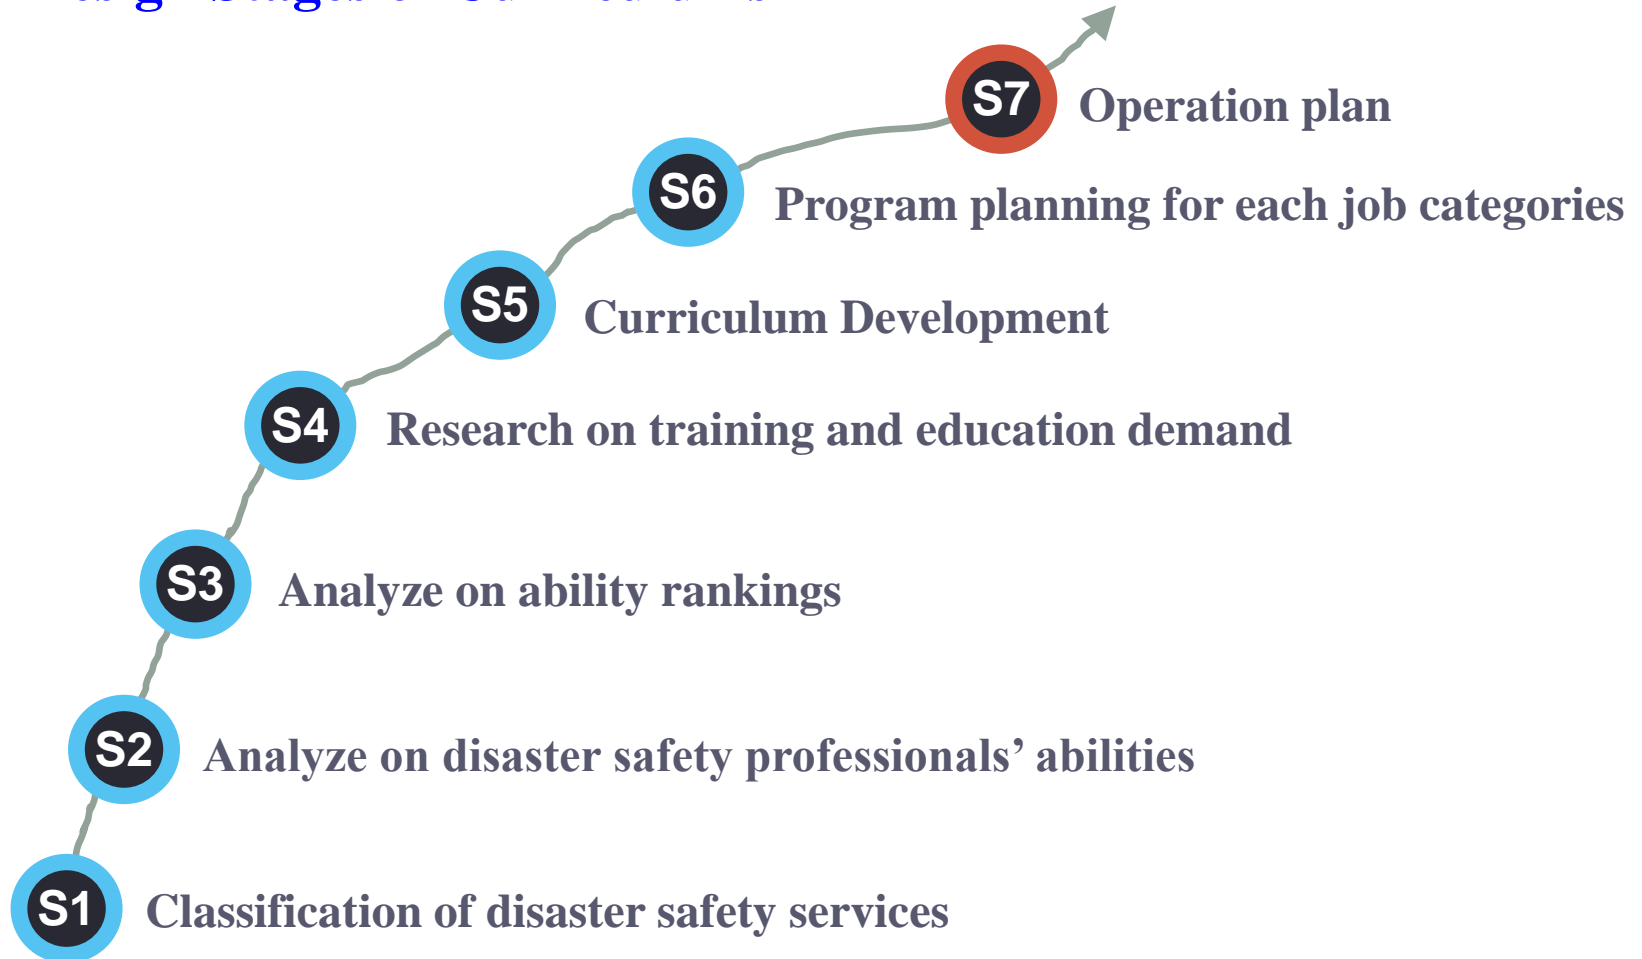 S7 Operation plan
S6 Program planning for each job categories
S5 Curriculum Development
S4 Research on training and education demand
S3 Analyze on ability rankings
S2 Analyze on disaster safety professionals’ abilities
S1 Classification of disaster safety services